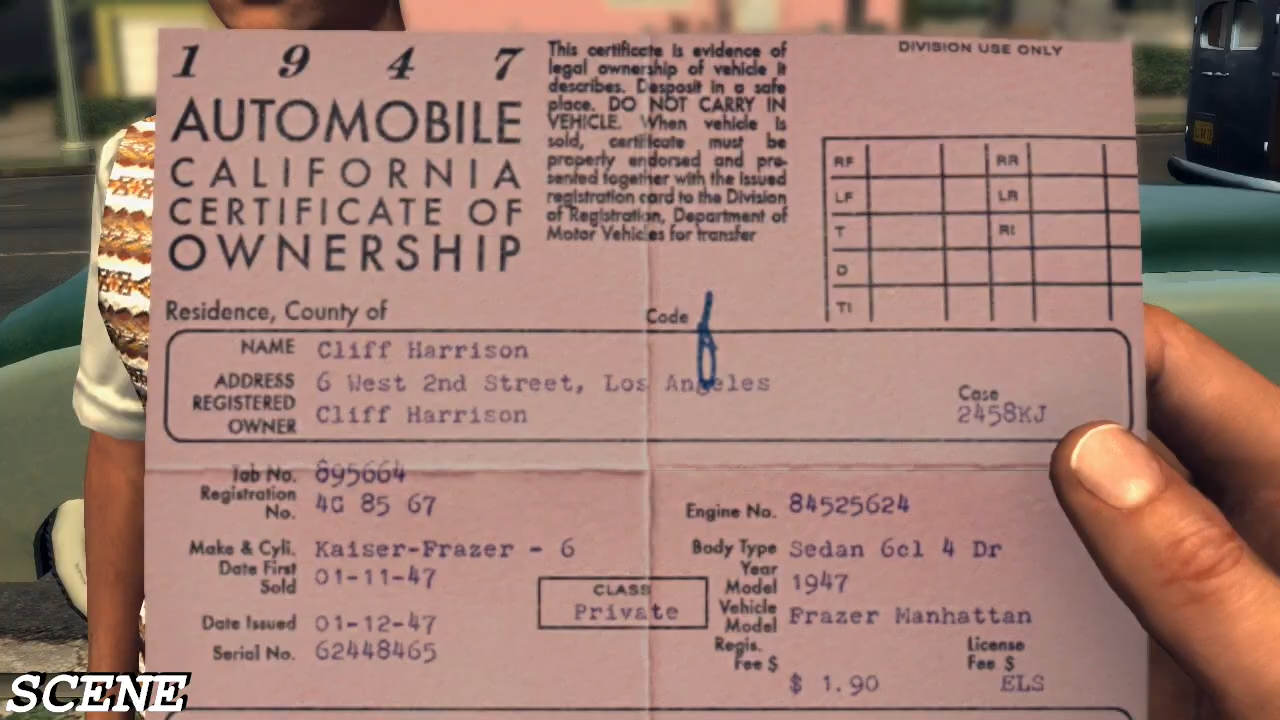 1 9 4 7
AUTOMOBILE
CALIFORNIA
CERTIFICATE OF
OWNERSHIP
This certificate is evidence of
legal ownership of vehicle it
describes. Desposit in a safe
place. DO NOT CARRY IN
VEHICLE. When vehicle is
sold, certificate must be
properly endorsed and pre-
sented together with the issued
registration card to the Division
of Registration, Department of
Motor Vehicles for transfer
DIVISION USE ONLY
RF RR
LF LR
T RI
D
TI
Residence, County of
Code
NAME Cliff Harrison
ADDRESS 6 West 2nd Street, Los Angeles
REGISTERED
OWNER Cliff Harrison
Case
2458KJ
Tab No. 895664
Registration
No. 4G 85 67
Engine No. 84525624
Make & Cyli. Kaiser-Frazer - 6
Date First
Sold 01-11-47
Date Issued 01-12-47
Serial No. 62448465
CLASS
Private
Body Type Sedan 6cl 4 Dr
Year
Model 1947
Vehicle
Model Frazer Manhattan
Regis.
Fee $
$ 1.90
License
Fee $
ELS
SCENE